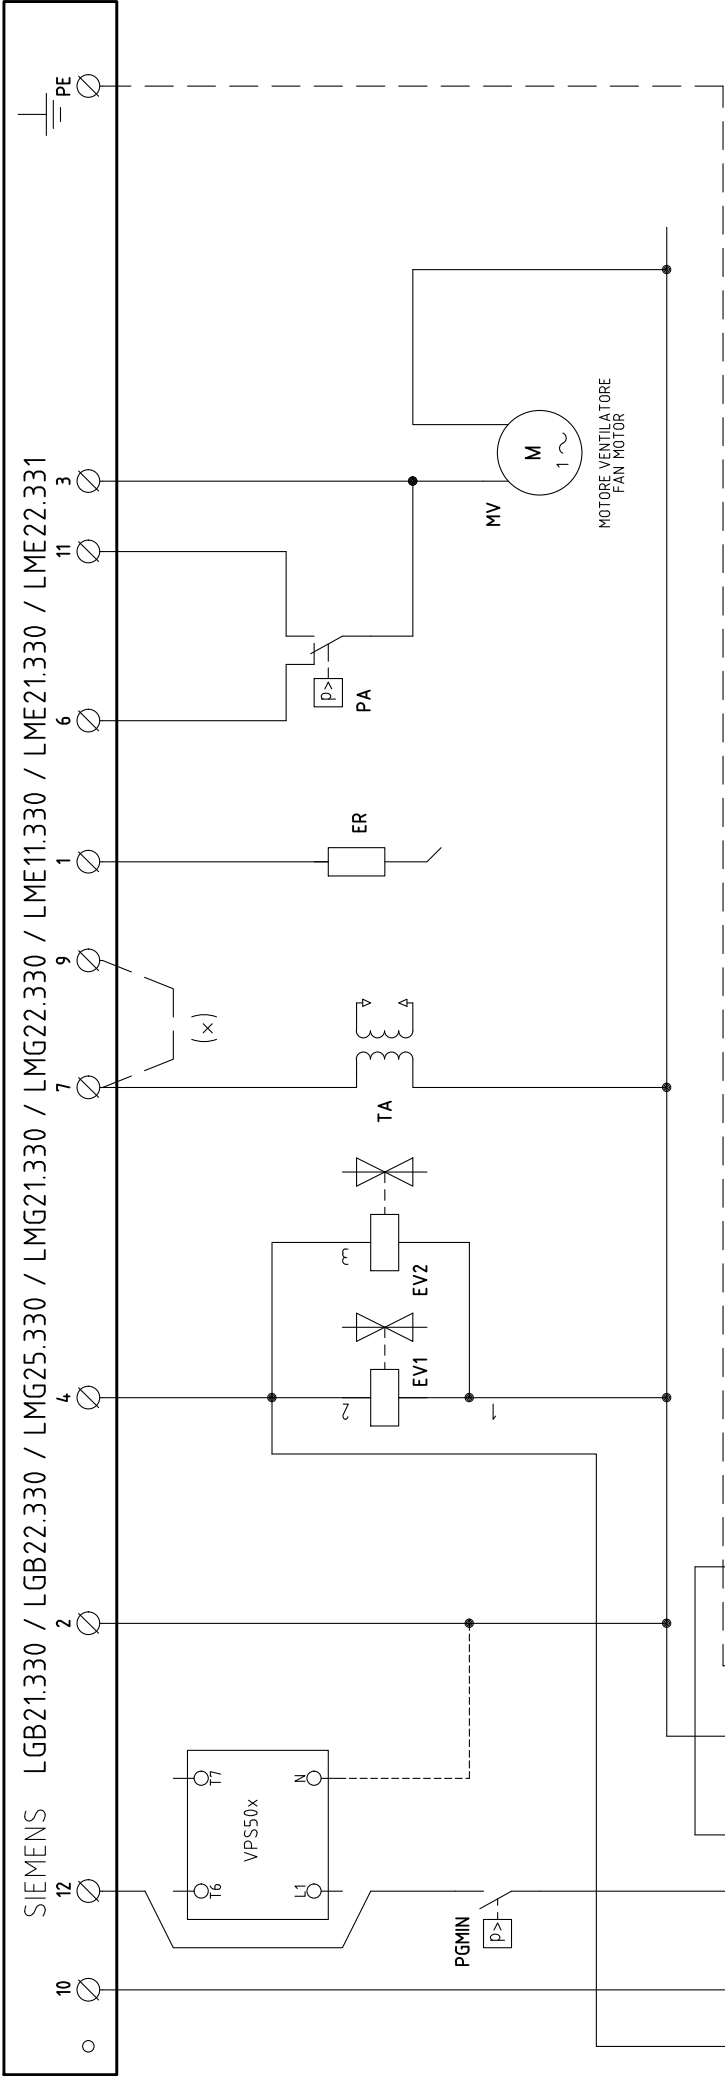 SIEMENS LGB21.330 / LGB22.330 / LMG25.330 / LMG21.330 / LMG22.330 / LME11.330 / LME21.330 / LME22.331
10
12
2
4
7
9
1
6
11
3
PE
T6
T7
VPS50x
L1
N
PGMIN
p>
2
3
1
EV1
EV2
TA
(x)
ER
p>
PA
MV
M
1 ~
MOTORE VENTILATORE
FAN MOTOR